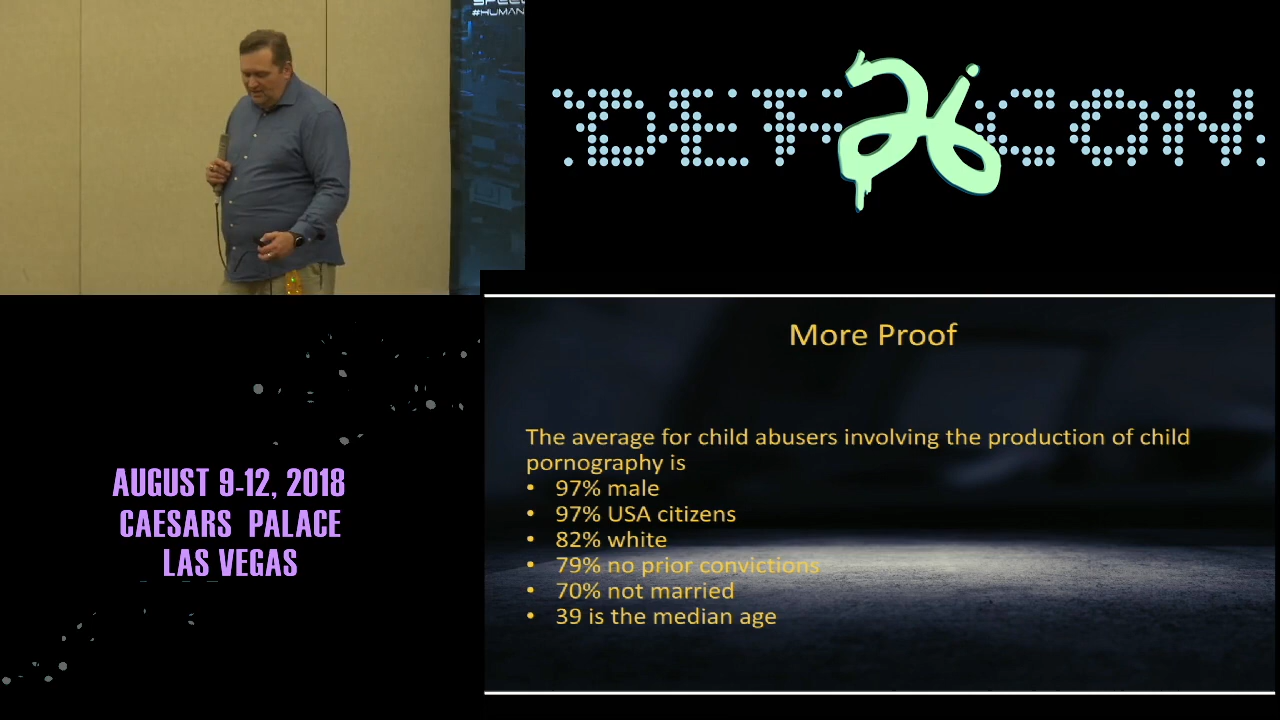 #HUMAN
DEF 26 CON
More Proof
The average for child abusers involving the production of child
pornography is
• 97% male
• 97% USA citizens
• 82% white
• 79% no prior convictions
• 70% not married
• 39 is the median age
AUGUST 9-12, 2018
CAESARS PALACE
LAS VEGAS